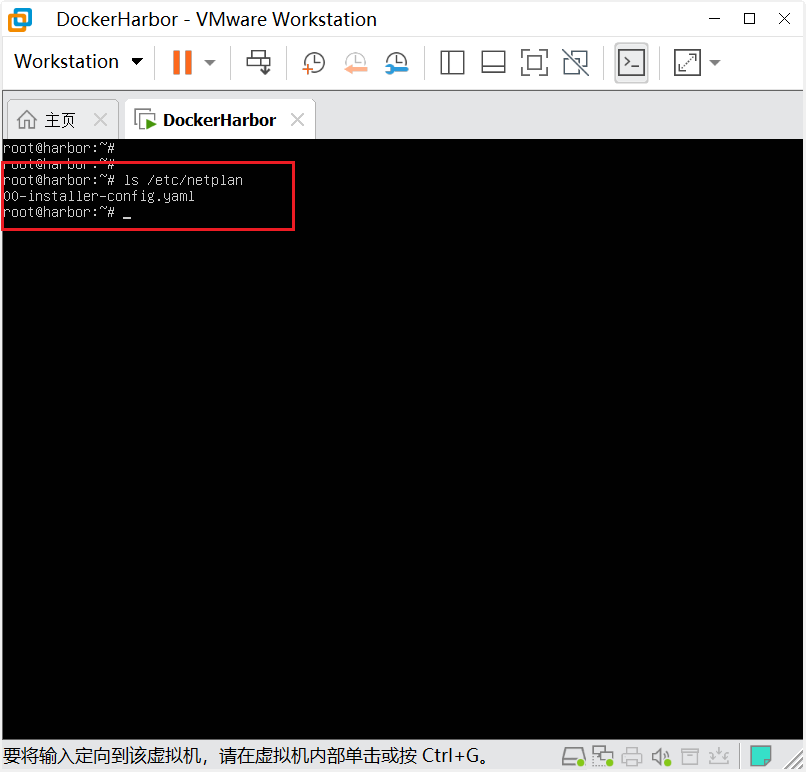 DockerHarbor - VMware Workstation
Workstation
主页
DockerHarbor
root@harbor:~#
root@harbor:~#
root@harbor:~# ls /etc/netplan
00-installer-config.yaml
root@harbor:~# _
要将输入定向到该虚拟机，请在虚拟机内部单击或按 Ctrl+G。